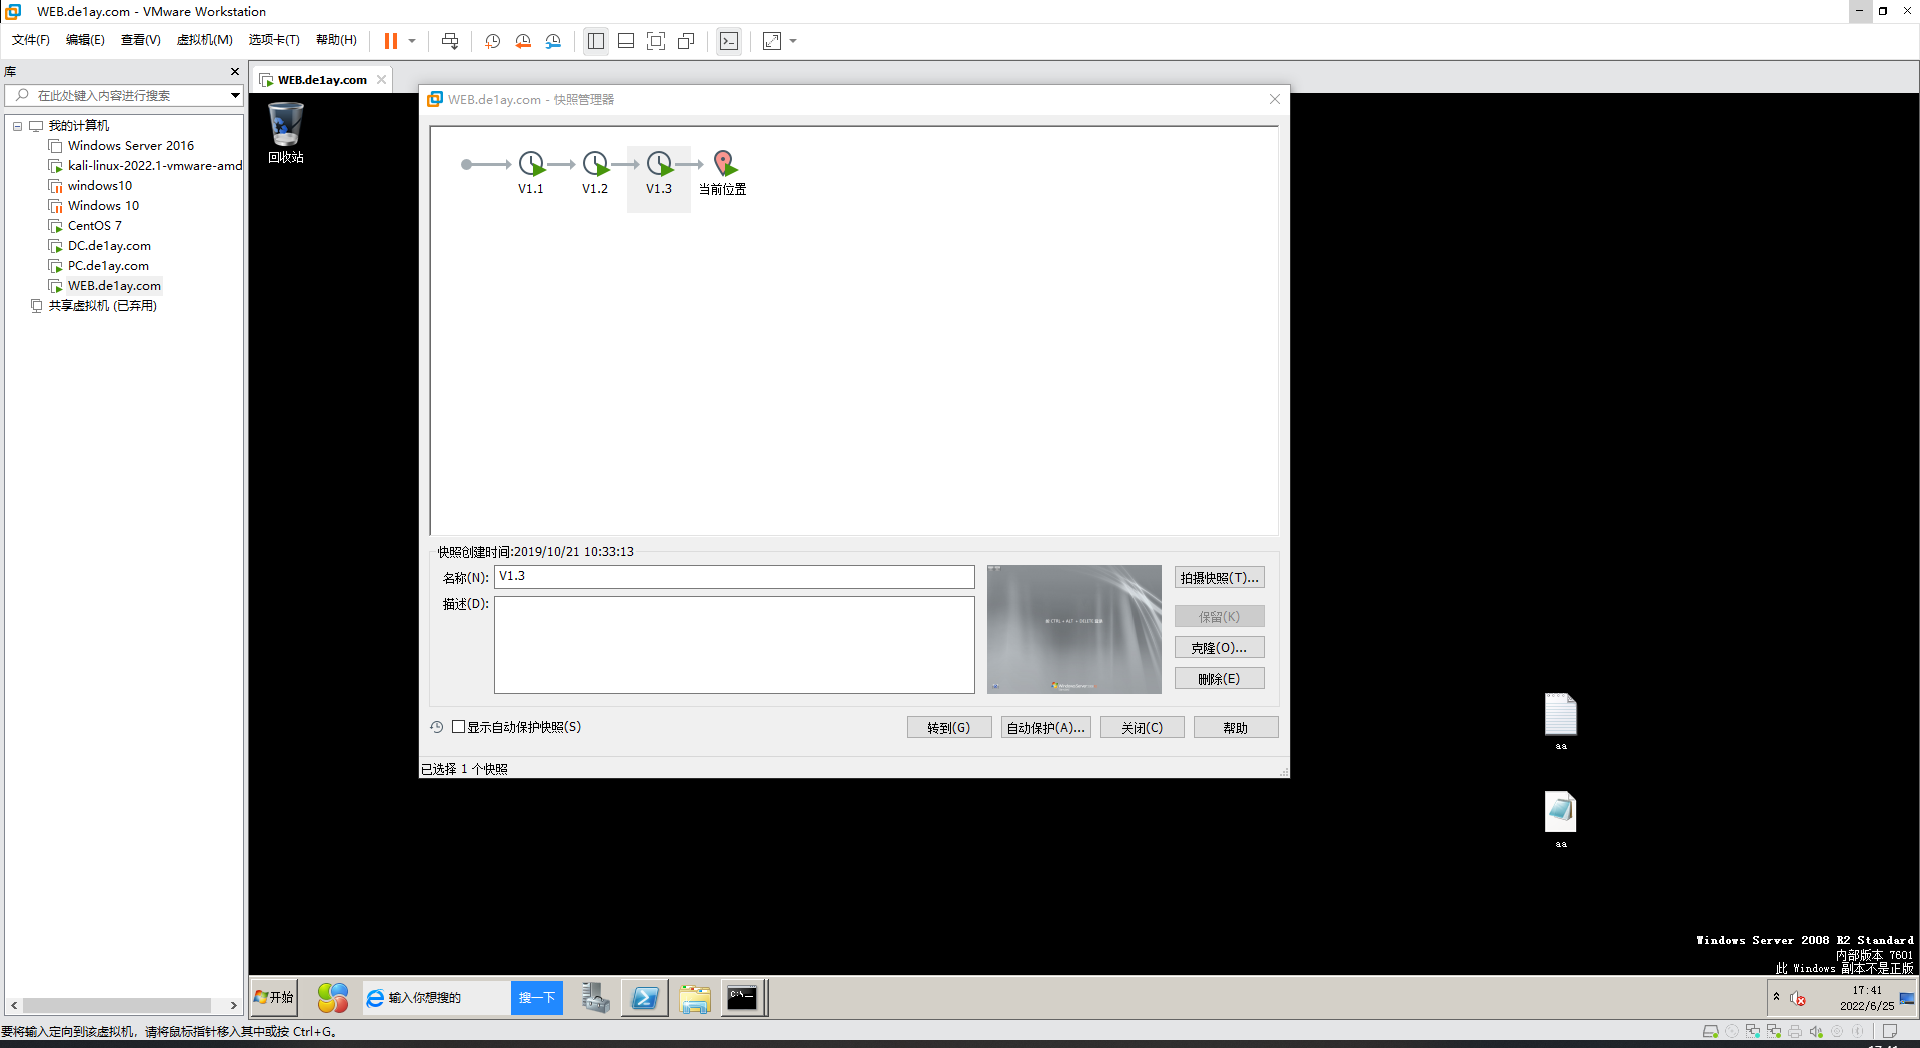 WEB.de1ay.com - VMware Workstation
文件(F) 编辑(E) 查看(V) 虚拟机(M) 选项卡(T) 帮助(H)
库
在此处键入内容进行搜索
我的计算机
Windows Server 2016
kali-linux-2022.1-vmware-amd
windows10
Windows 10
CentOS 7
DC.de1ay.com
PC.de1ay.com
WEB.de1ay.com
共享虚拟机 (已弃用)
WEB.de1ay.com
回收站
WEB.de1ay.com - 快照管理器
V1.1 V1.2 V1.3 当前位置
快照创建时间:2019/10/21 10:33:13
名称(N): V1.3
描述(D):
拍摄快照(T)...
保留(K)
克隆(O)...
删除(E)
显示自动保护快照(S)
转到(G) 自动保护(A)... 关闭(C) 帮助
已选择 1 个快照
aa
aa
Windows Server 2008 R2 Standard
内部版本 7601
此 Windows 副本不是正版
开始 输入你想搜的 搜一下
C:\
17:41
2022/6/25
要将输入定向到该虚拟机，请将鼠标指针移入其中或按 Ctrl+G。